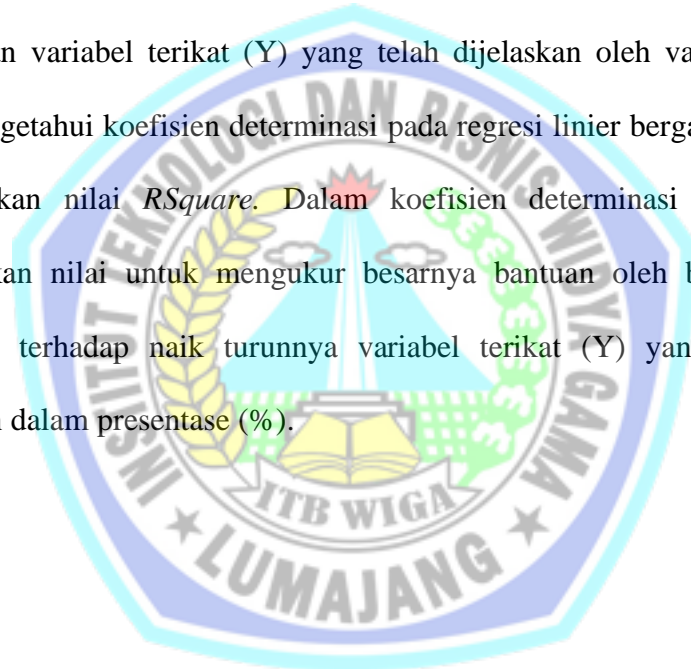 n variabel terikat (Y) yang telah dijelaskan oleh va
getahui koefisien determinasi pada regresi linier berga
kan nilai RSquare. Dalam koefisien determinasi
kan nilai untuk mengukur besarnya bantuan oleh b
terhadap naik turunnya variabel terikat (Y) yan
dalam presentase (%).
INSTITUT TEKNOLOGI DAN BISNIS WIDYA GAMA
ITB WIGA
LUMAJANG